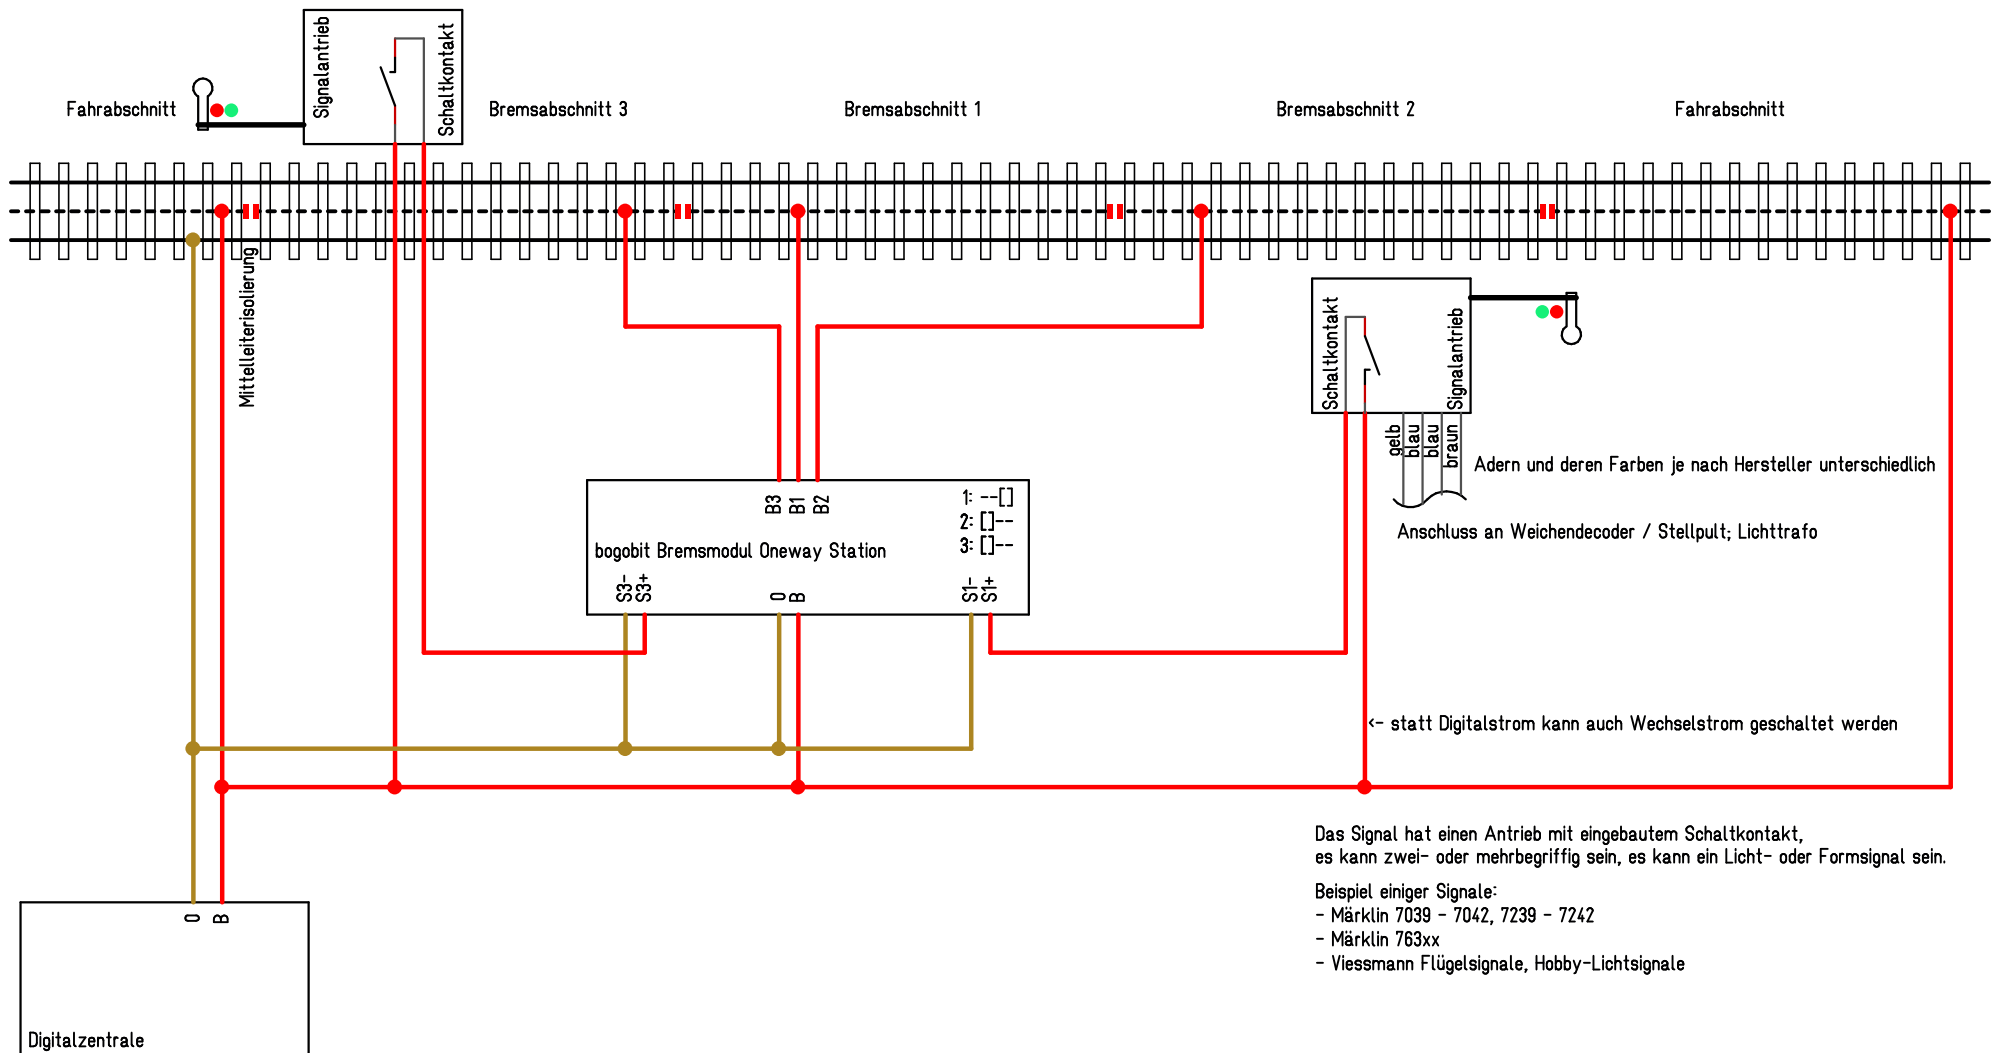 Signalantrieb
Schaltkontakt
Fahrabschnitt
Bremsabschnitt 3
Bremsabschnitt 1
Bremsabschnitt 2
Fahrabschnitt
Mittelleiterisolierung
Schaltkontakt
Signalantrieb
gelb
blau
blau
braun
Adern und deren Farben je nach Hersteller unterschiedlich
Anschluss an Weichendecoder / Stellpult; Lichttrafo
B3
B1
B2
1: --[]
2: []--
3: []--
bogobit Bremsmodul Oneway Station
S3-
S3+
0
B
S1-
S1+
<- statt Digitalstrom kann auch Wechselstrom geschaltet werden
Das Signal hat einen Antrieb mit eingebautem Schaltkontakt,
es kann zwei- oder mehrbegriffig sein, es kann ein Licht- oder Formsignal sein.
Beispiel einiger Signale:
- Märklin 7039 - 7042, 7239 - 7242
- Märklin 763xx
- Viessmann Flügelsignale, Hobby-Lichtsignale
0
B
Digitalzentrale